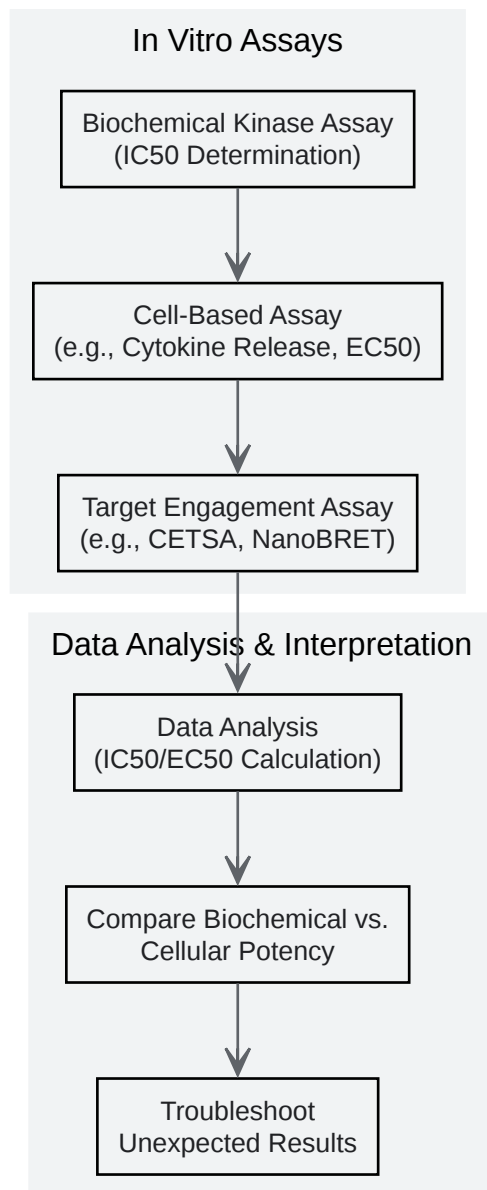 In Vitro Assays
Biochemical Kinase Assay
(IC50 Determination)
Cell-Based Assay
(e.g., Cytokine Release, EC50)
Target Engagement Assay
(e.g., CETSA, NanoBRET)
Data Analysis & Interpretation
Data Analysis
(IC50/EC50 Calculation)
Compare Biochemical vs.
Cellular Potency
Troubleshoot
Unexpected Results